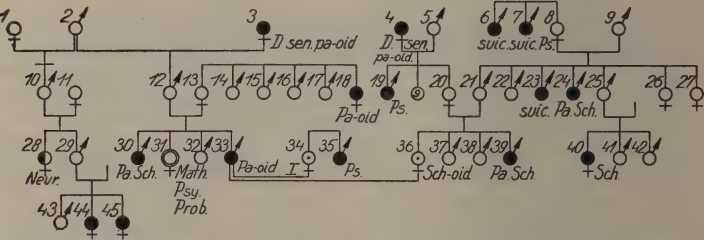 1 2 3 4 5 6 7 8 9
D sen. pa-oid D. sen. suic. suic. Ps.
pa-oid.
10 11 12 13 14 15 16 17 18 19 9 20 21 22 23 24 25 26 27
Pa-oid Ps. suic. Pa.Sch.
28 29 30 31 32 33 34 35 36 37 38 39 40 41 42
Neur. Pa Sch. Math. Pa-oid I Ps. Sch-oid Pa Sch Sch.
Psy.
Prob.
43 44 45